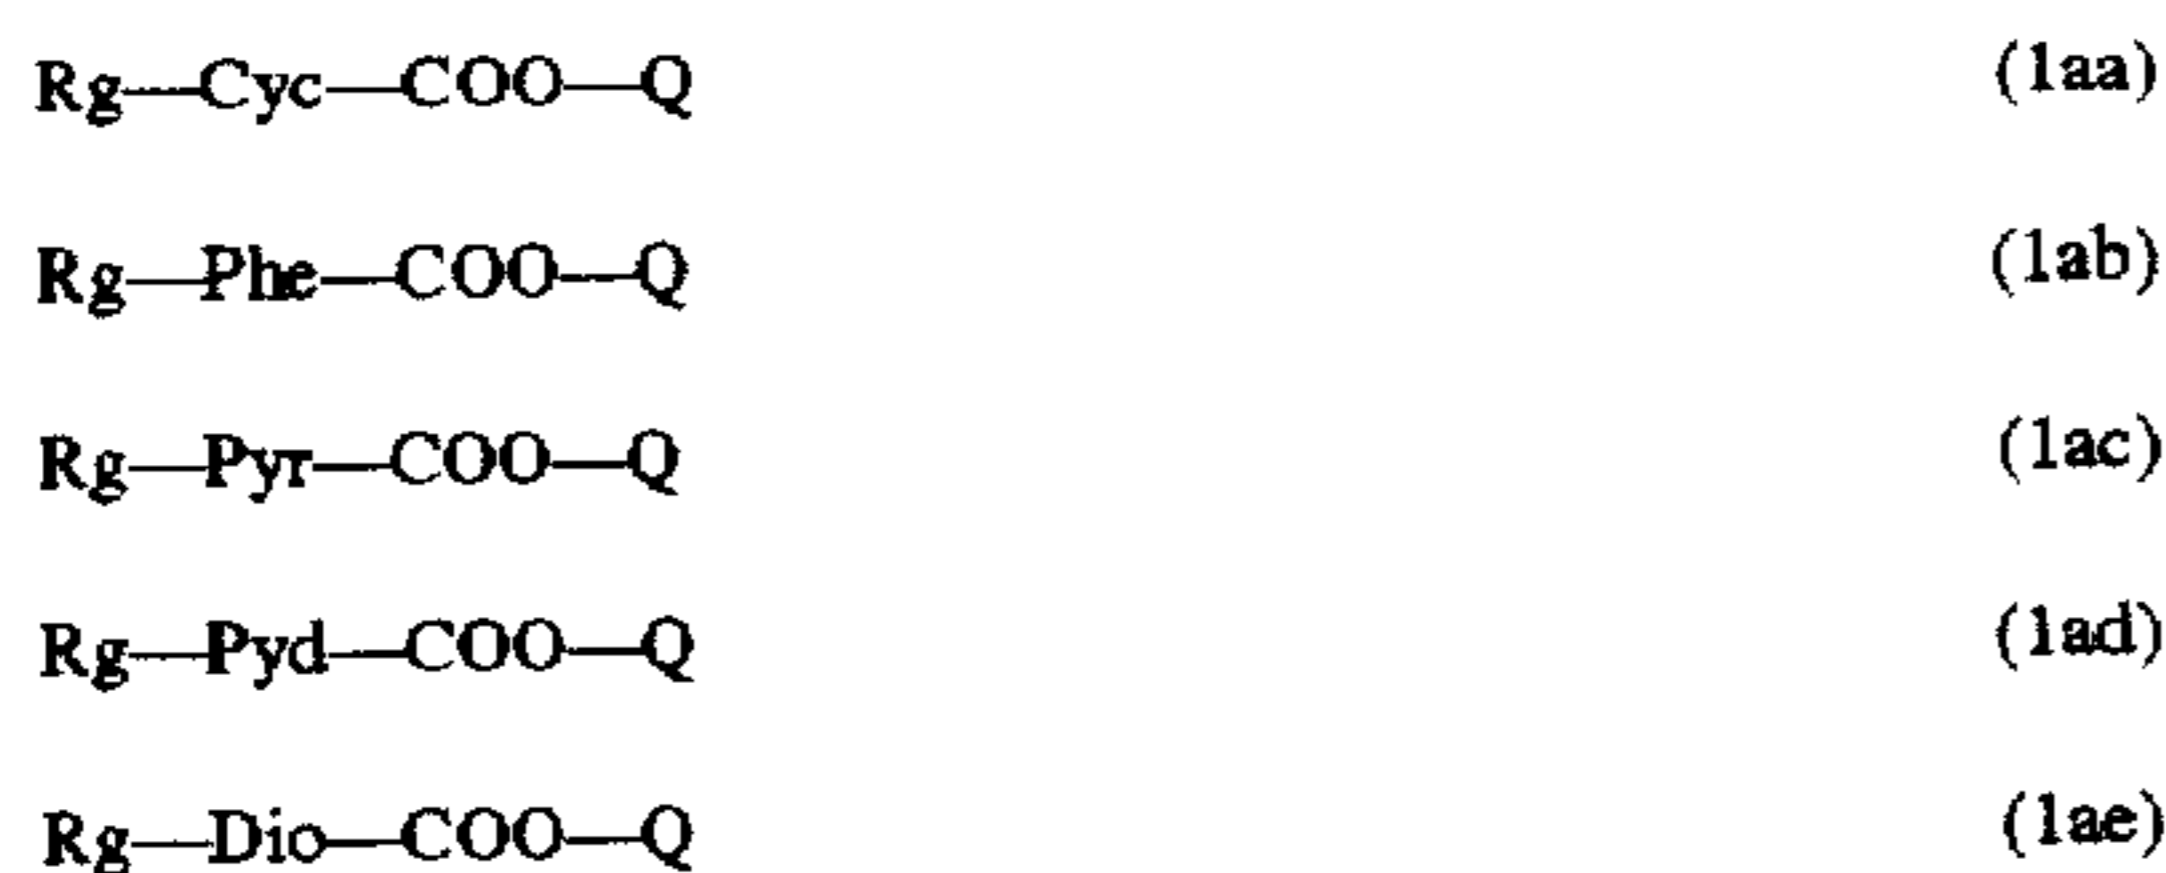 Rg—Cyc—COO—Q (1aa)
Rg—Phe—COO—Q (1ab)
Rg—Pyr—COO—Q (1ac)
Rg—Pyd—COO—Q (1ad)
Rg—Dio—COO—Q (1ae)